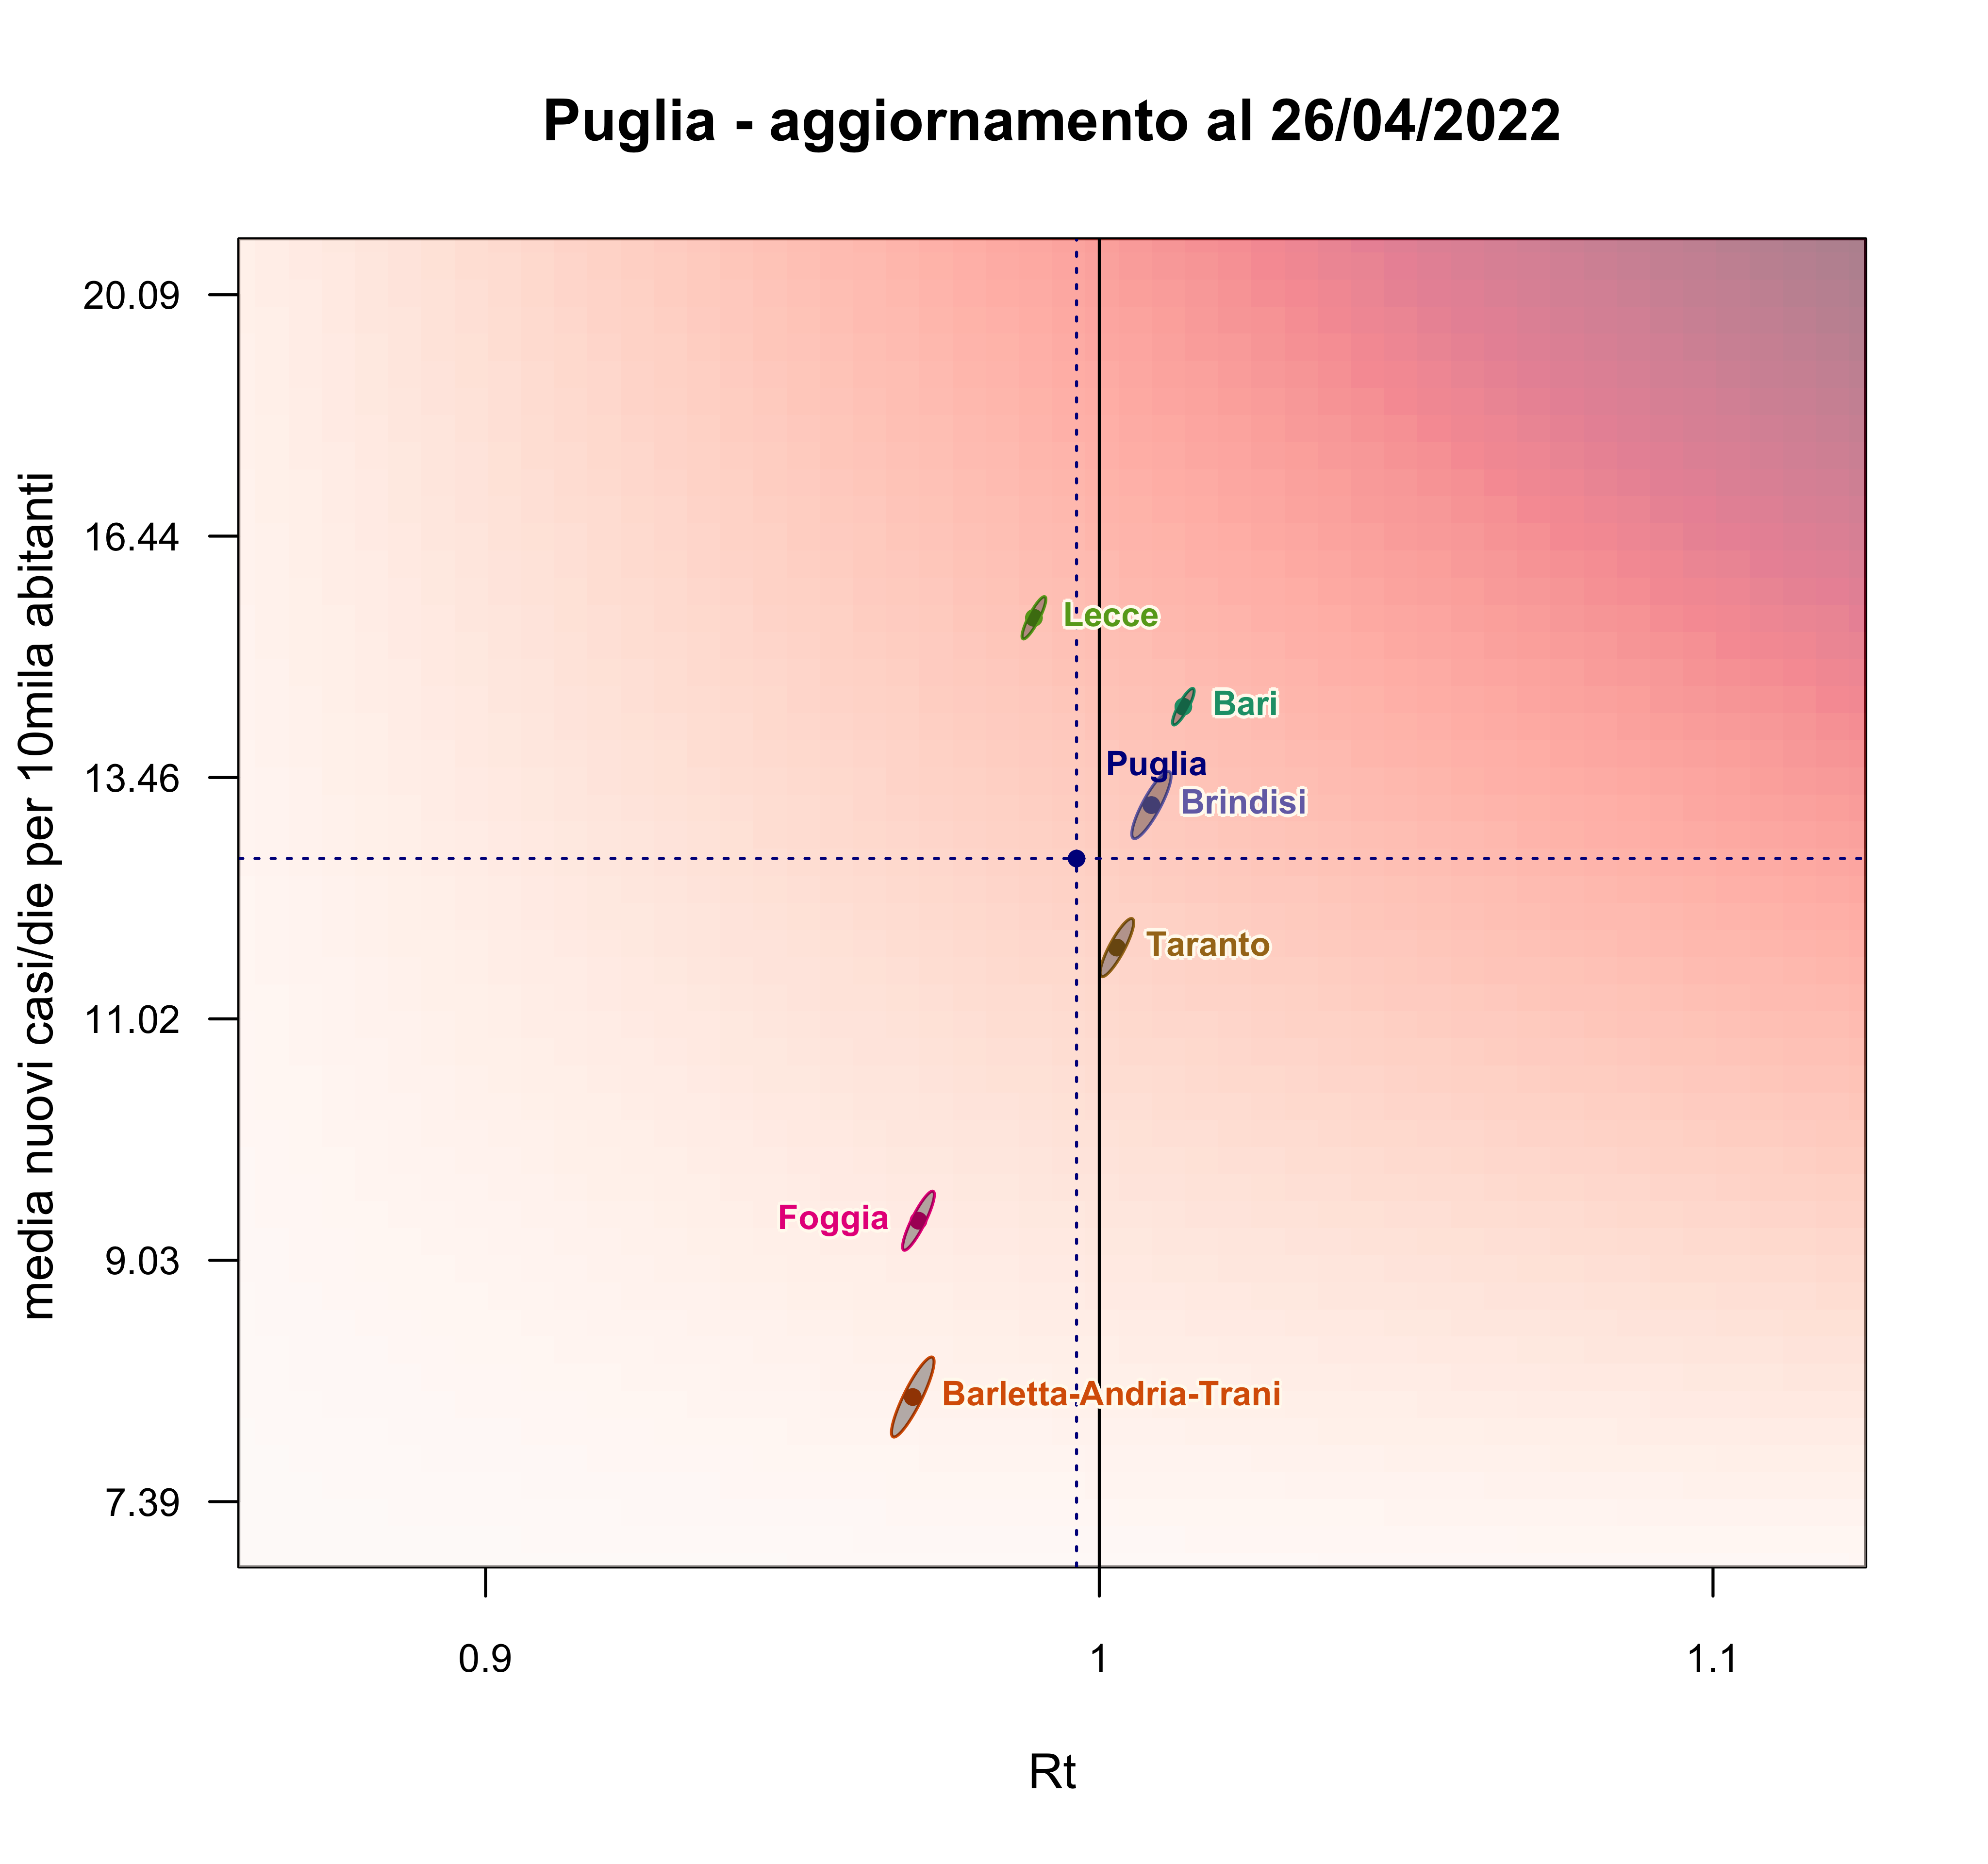 Puglia - aggiornamento al 26/04/2022
media nuovi casi/die per 10mila abitanti
20.09
16.44
13.46
11.02
9.03
7.39
Lecce
Bari
Puglia
Brindisi
Taranto
Foggia
Barletta-Andria-Trani
0.9
1
1.1
Rt